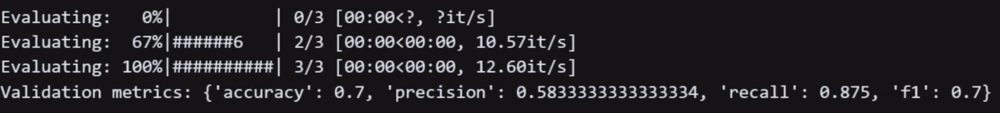 Evaluating:   0%|          | 0/3 [00:00<?, ?it/s]
Evaluating:  67%|######6   | 2/3 [00:00<00:00, 10.57it/s]
Evaluating: 100%|##########| 3/3 [00:00<00:00, 12.60it/s]
Validation metrics: {'accuracy': 0.7, 'precision': 0.5833333333333334, 'recall': 0.875, 'f1': 0.7}